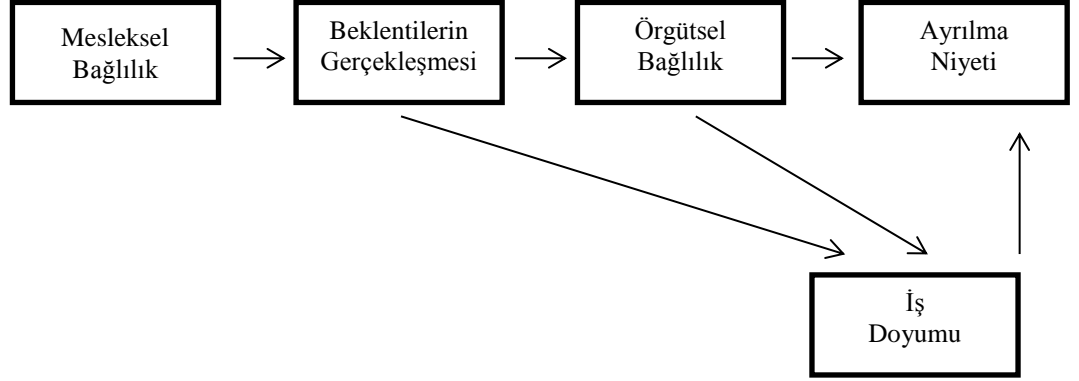 Mesleksel
Bağlılık
Beklentilerin
Gerçekleşmesi
Örgütsel
Bağlılık
Ayrılma
Niyeti
İş
Doyumu